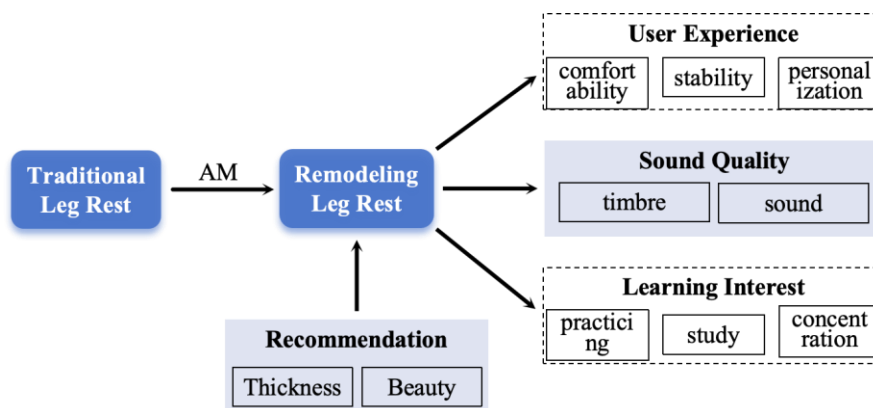 User Experience
comfort
ability
stability
personal
ization
Traditional
Leg Rest
AM
Remodeling
Leg Rest
Sound Quality
timbre
sound
Learning Interest
practici
ng
study
concent
ration
Recommendation
Thickness
Beauty